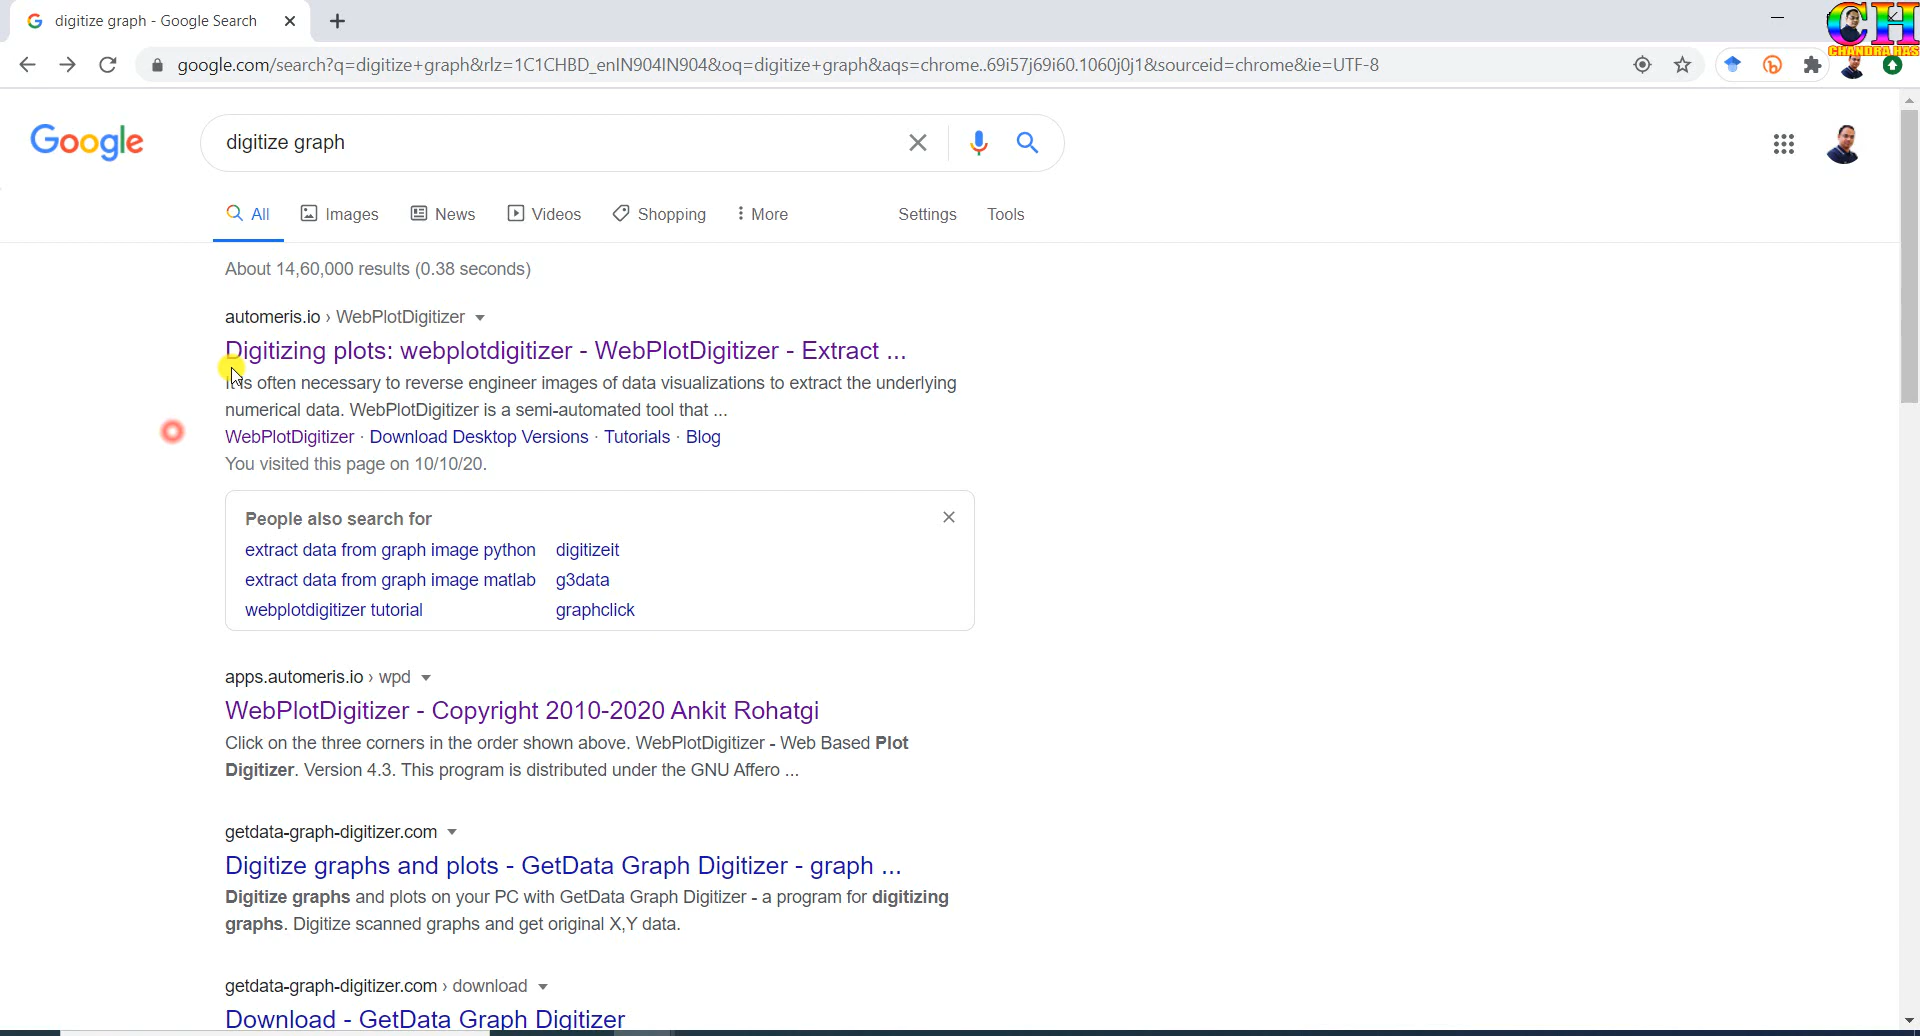 digitize graph - Google Search
CH
CHANDRA HAS
google.com/search?q=digitize+graph&rlz=1C1CHBD_enIN904IN904&oq=digitize+graph&aqs=chrome..69i57j69i60.1060j0j1&sourceid=chrome&ie=UTF-8
Google
digitize graph
All Images News Videos Shopping More Settings Tools
About 14,60,000 results (0.38 seconds)
automeris.io › WebPlotDigitizer
Digitizing plots: webplotdigitizer - WebPlotDigitizer - Extract ...
often necessary to reverse engineer images of data visualizations to extract the underlying
numerical data. WebPlotDigitizer is a semi-automated tool that ...
WebPlotDigitizer · Download Desktop Versions · Tutorials · Blog
You visited this page on 10/10/20.
People also search for
extract data from graph image python digitizeit
extract data from graph image matlab g3data
webplotdigitizer tutorial graphclick
apps.automeris.io › wpd
WebPlotDigitizer - Copyright 2010-2020 Ankit Rohatgi
Click on the three corners in the order shown above. WebPlotDigitizer - Web Based Plot
Digitizer. Version 4.3. This program is distributed under the GNU Affero ...
getdata-graph-digitizer.com
Digitize graphs and plots - GetData Graph Digitizer - graph ...
Digitize graphs and plots on your PC with GetData Graph Digitizer - a program for digitizing
graphs. Digitize scanned graphs and get original X,Y data.
getdata-graph-digitizer.com › download
Download - GetData Graph Digitizer